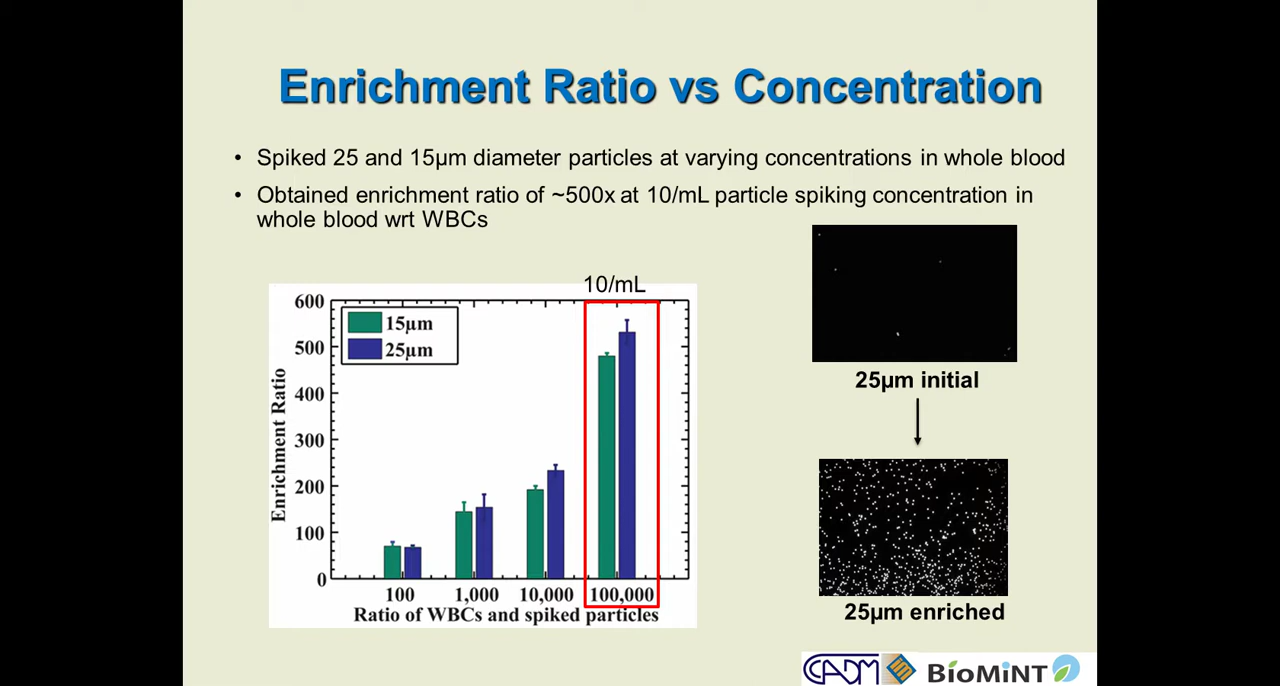 Enrichment Ratio vs Concentration
• Spiked 25 and 15µm diameter particles at varying concentrations in whole blood
• Obtained enrichment ratio of ~500x at 10/mL particle spiking concentration in
whole blood wrt WBCs
10/mL
600
500
400
300
200
100
0
Enrichment Ratio
15µm
25µm
100 1,000 10,000 100,000
Ratio of WBCs and spiked particles
25µm initial
25µm enriched
CADM
BioMiNT